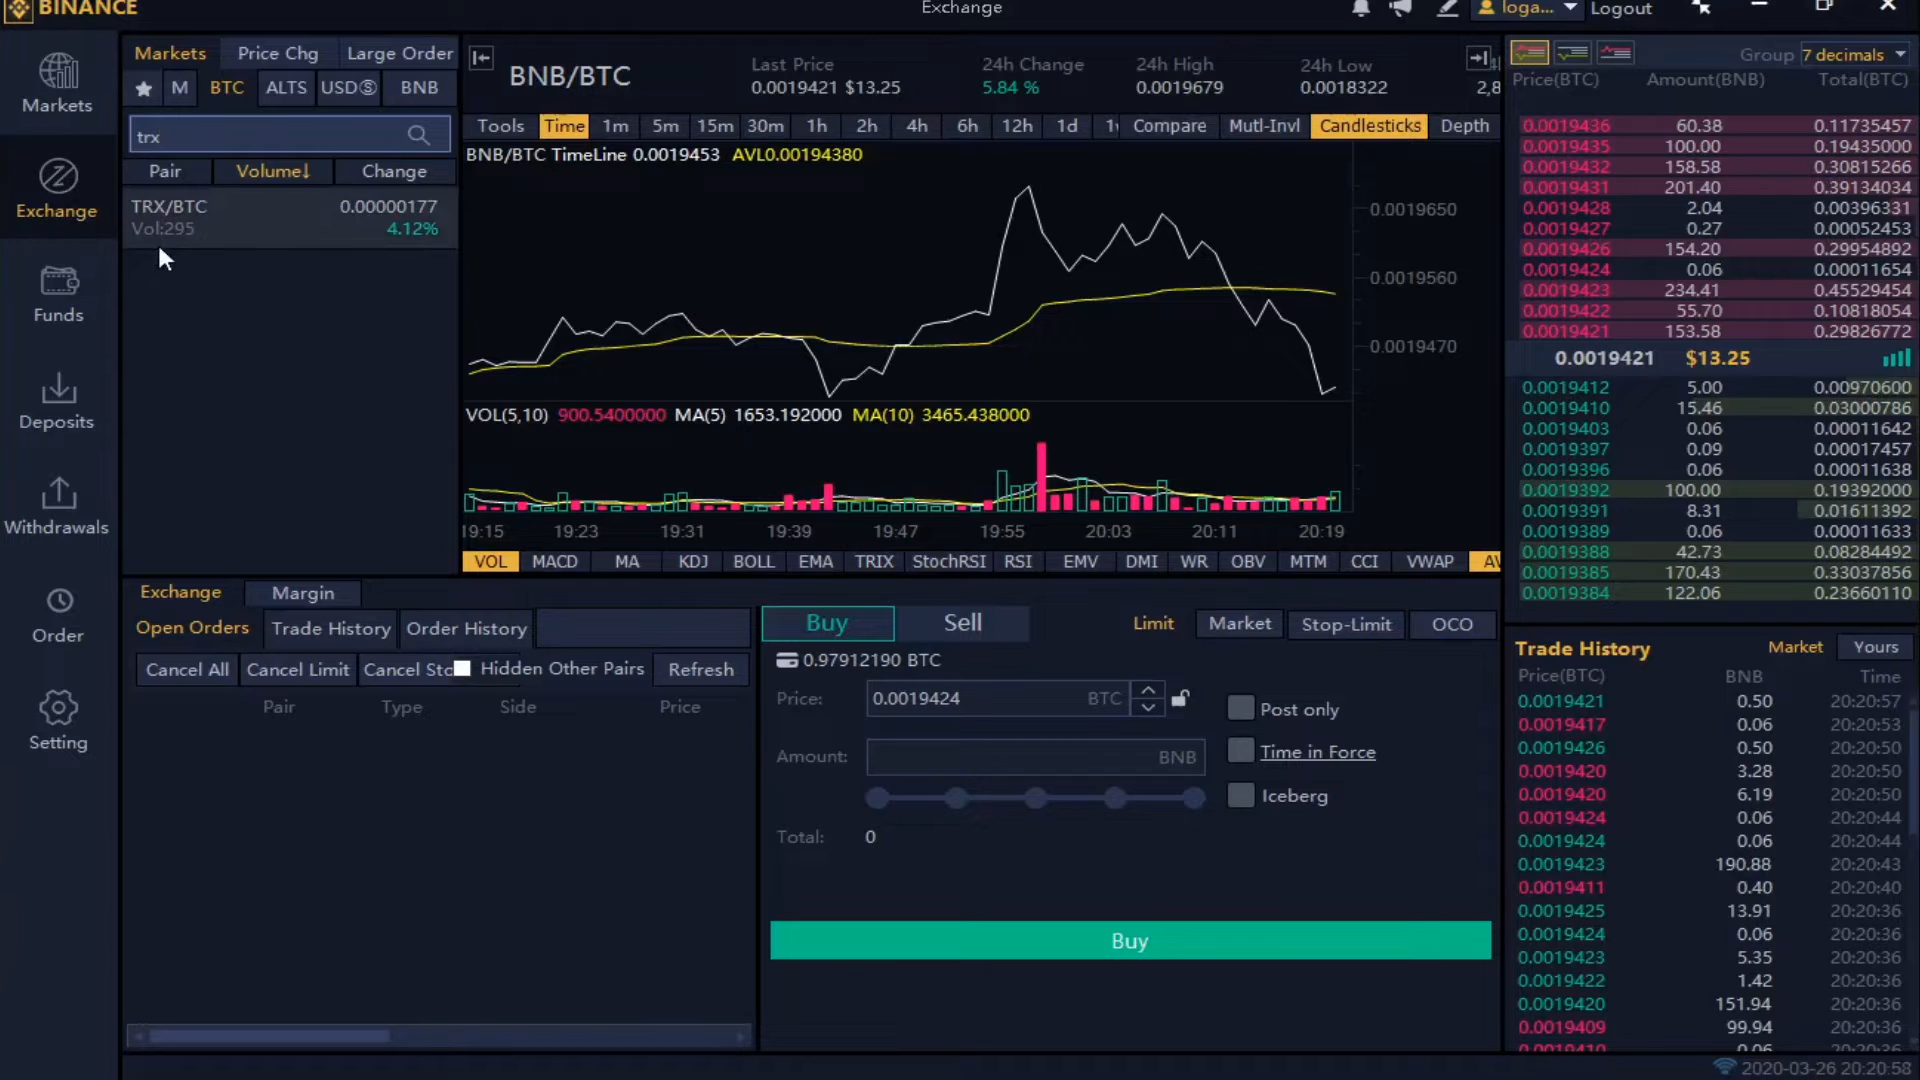 BINANCE
Exchange
loga...
Logout
Markets
Exchange
Funds
Deposits
Withdrawals
Order
Setting
Markets Price Chg Large Order
M BTC ALTS USDⓈ BNB
trx
Pair Volume↓ Change
TRX/BTC 0.00000177
Vol:295 4.12%
BNB/BTC
Last Price 24h Change 24h High 24h Low
0.0019421 $13.25 5.84 % 0.0019679 0.0018322 2,8
Tools Time 1m 5m 15m 30m 1h 2h 4h 6h 12h 1d Compare Mutl-Invl Candlesticks Depth
BNB/BTC TimeLine 0.0019453 AVL0.00194380
0.0019650
0.0019560
0.0019470
VOL(5,10) 900.5400000 MA(5) 1653.192000 MA(10) 3465.438000
19:15 19:23 19:31 19:39 19:47 19:55 20:03 20:11 20:19
VOL MACD MA KDJ BOLL EMA TRIX StochRSI RSI EMV DMI WR OBV MTM CCI VWAP AV
Exchange Margin
Open Orders Trade History Order History
Cancel All Cancel Limit Cancel Sto Hidden Other Pairs Refresh
Pair Type Side Price
Buy Sell Limit Market Stop-Limit OCO
0.97912190 BTC
Price: 0.0019424 BTC
Post only
Amount: BNB
Time in Force
Iceberg
Total: 0
Buy
Group 7 decimals
Price(BTC) Amount(BNB) Total(BTC)
0.0019436 60.38 0.11735457
0.0019435 100.00 0.19435000
0.0019432 158.58 0.30815266
0.0019431 201.40 0.39134034
0.0019428 2.04 0.00396331
0.0019427 0.27 0.00052453
0.0019426 154.20 0.29954892
0.0019424 0.06 0.00011654
0.0019423 234.41 0.45529454
0.0019422 55.70 0.10818054
0.0019421 153.58 0.29826772
0.0019421 $13.25
0.0019412 5.00 0.00970600
0.0019410 15.46 0.03000786
0.0019403 0.06 0.00011642
0.0019397 0.09 0.00017457
0.0019396 0.06 0.00011638
0.0019392 100.00 0.19392000
0.0019391 8.31 0.01611392
0.0019389 0.06 0.00011633
0.0019388 42.73 0.08284492
0.0019385 170.43 0.33037856
0.0019384 122.06 0.23660110
Trade History Market Yours
Price(BTC) BNB Time
0.0019421 0.50 20:20:57
0.0019417 0.06 20:20:53
0.0019426 0.50 20:20:50
0.0019420 3.28 20:20:50
0.0019420 6.19 20:20:50
0.0019424 0.06 20:20:44
0.0019424 0.06 20:20:44
0.0019423 190.88 20:20:43
0.0019411 0.40 20:20:40
0.0019425 13.91 20:20:36
0.0019424 0.06 20:20:36
0.0019423 5.35 20:20:36
0.0019422 1.42 20:20:36
0.0019420 151.94 20:20:36
0.0019409 99.94 20:20:36
0.0019410 0.06 20:20:36
2020-03-26 20:20:58